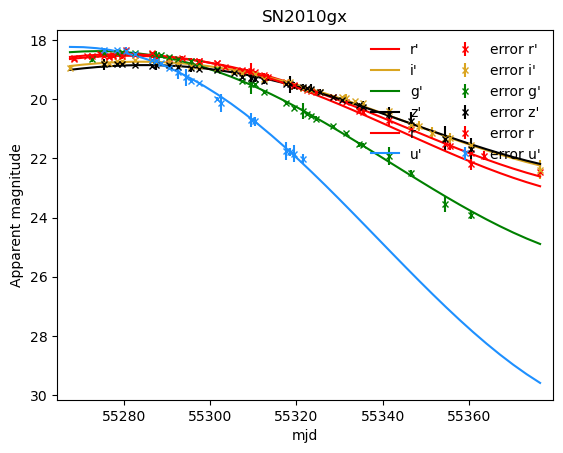 SN2010gx
Apparent magnitude
18
20
22
24
26
28
30
55280
55300
55320
55340
55360
mjd
r'
i'
g'
z'
r
u'
error r'
error i'
error g'
error z'
error r
error u'